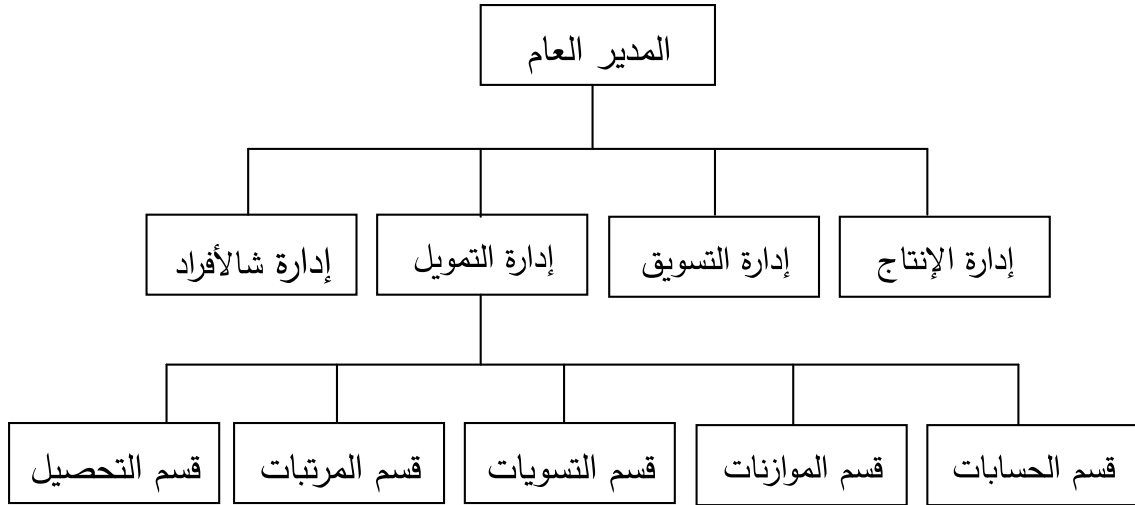 المدير العام
إدارة الإنتاج
إدارة التسويق
إدارة التمويل
إدارة شالأفراد
قسم الحسابات
قسم الموازنات
قسم التسويات
قسم المرتبات
قسم التحصيل